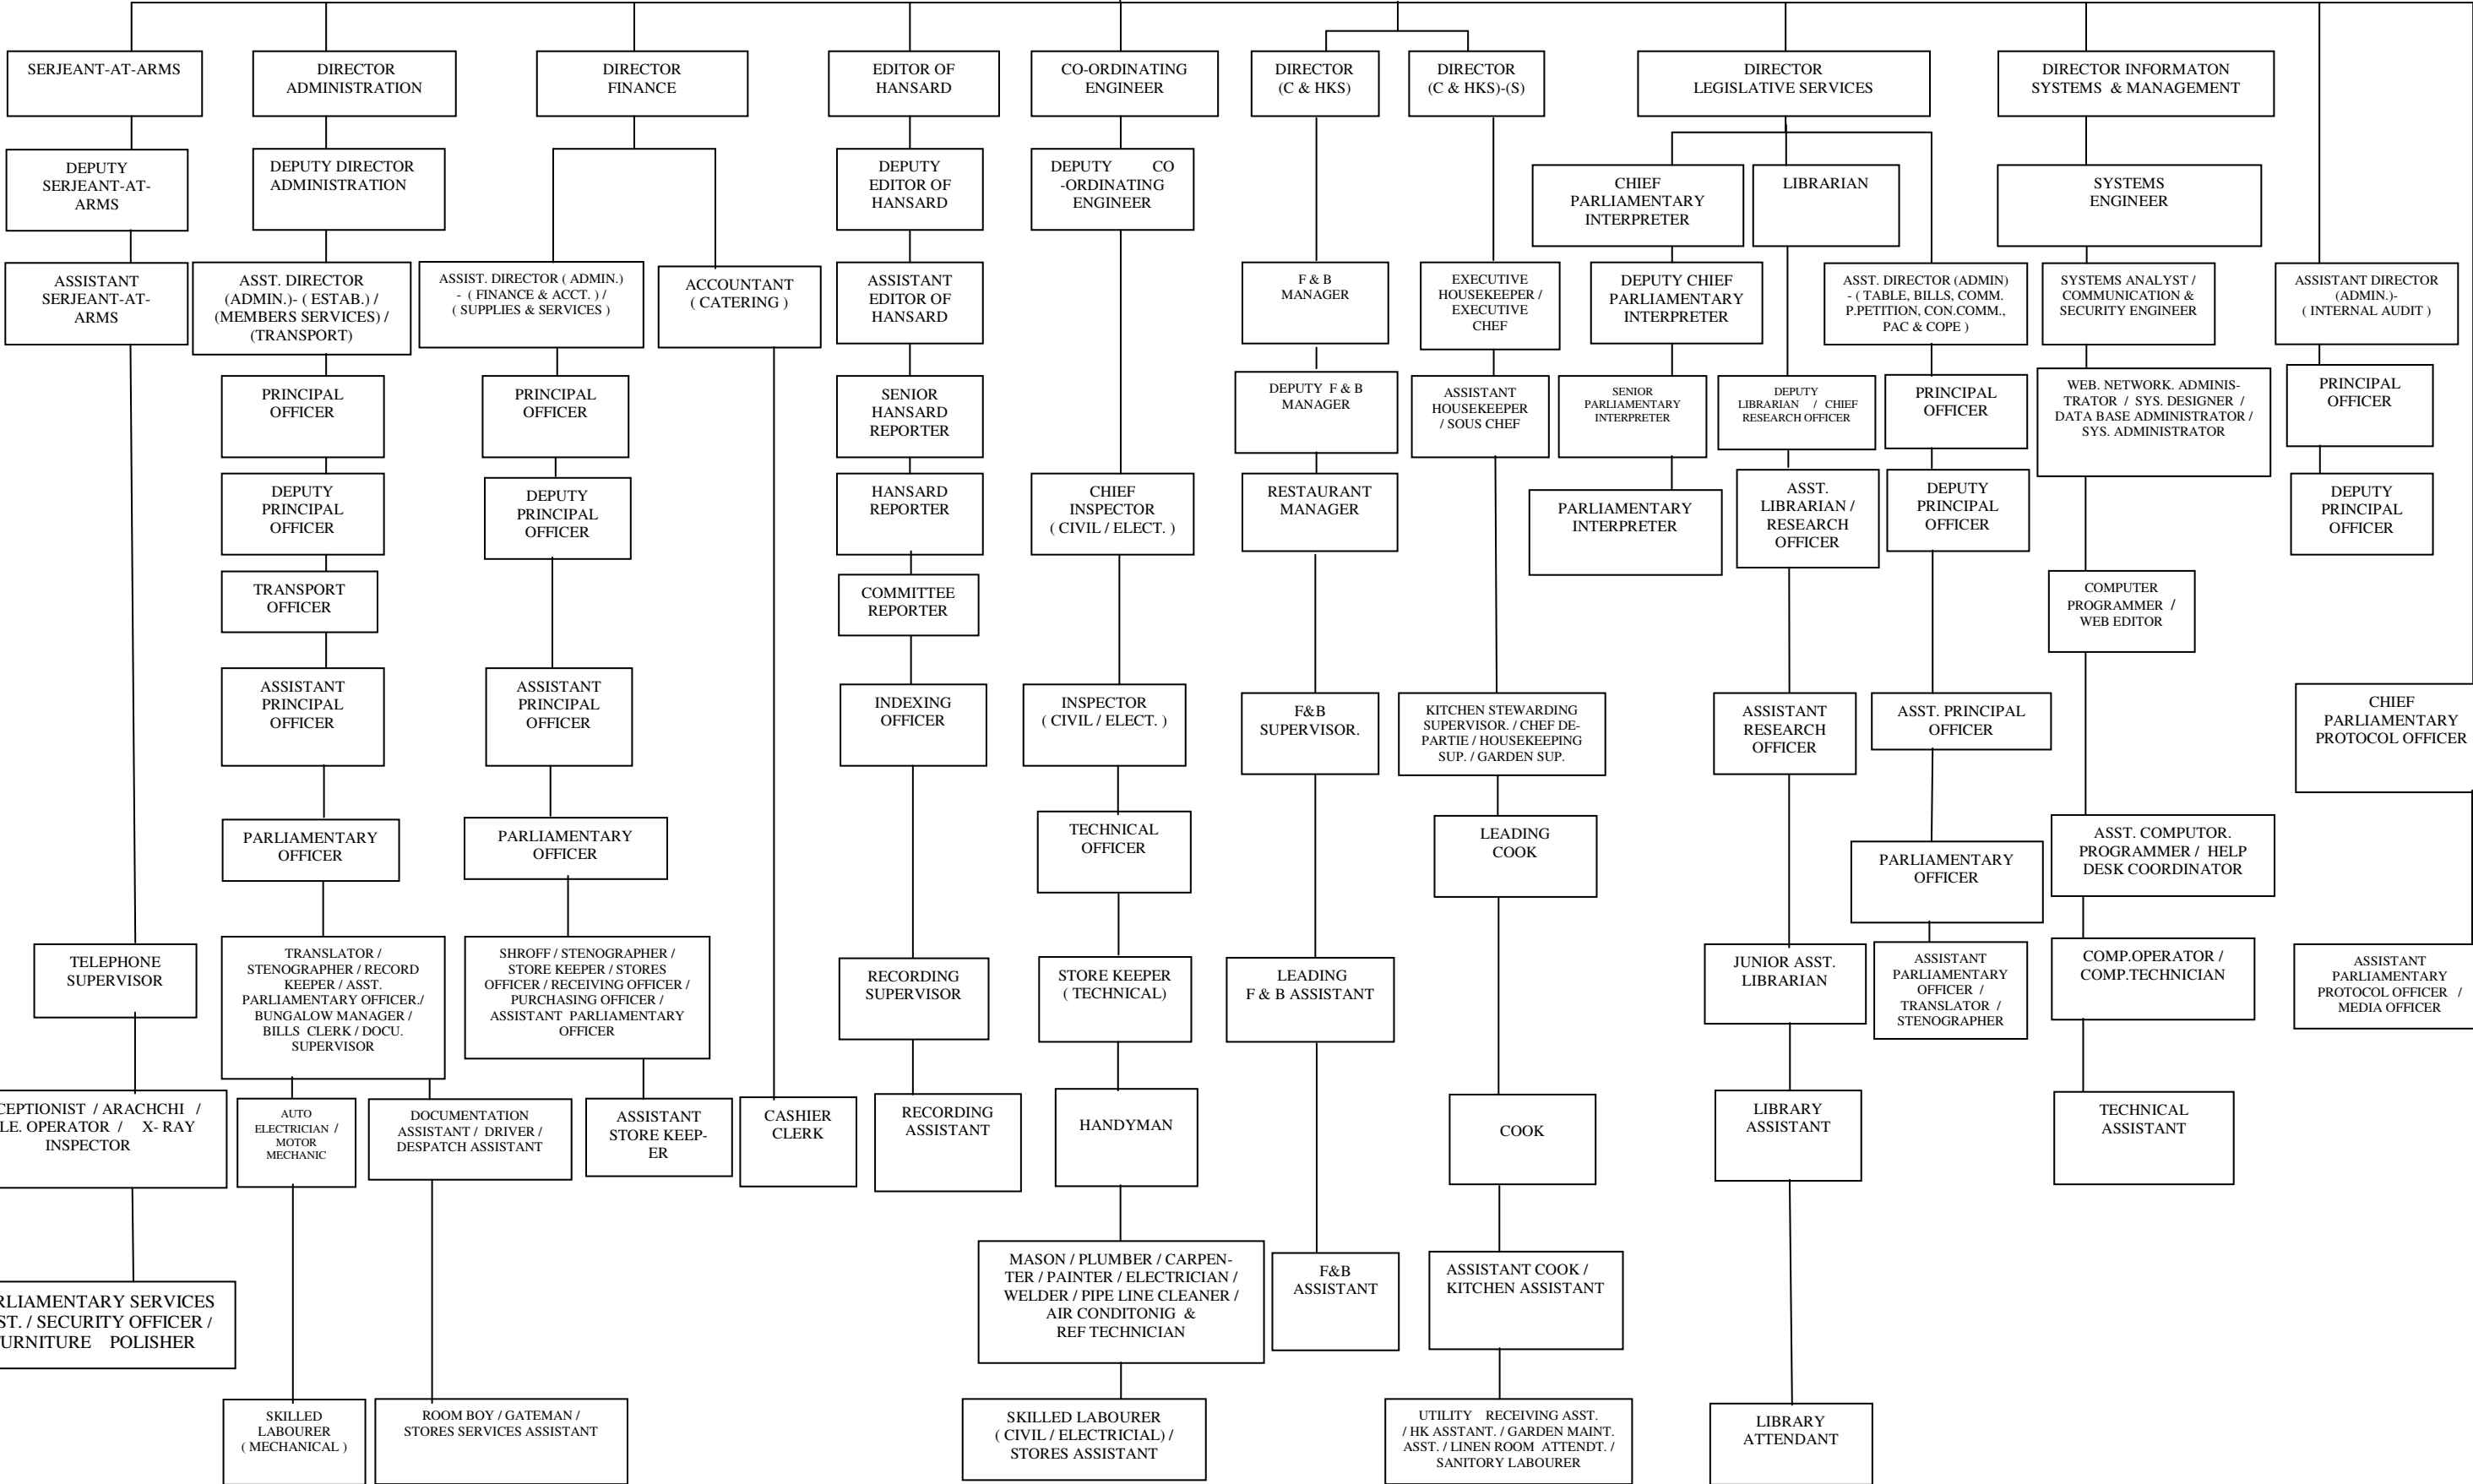 SERJEANT-AT-ARMS
DIRECTOR
ADMINISTRATION
DIRECTOR
FINANCE
EDITOR OF
HANSARD
CO-ORDINATING
ENGINEER
DIRECTOR
(C & HKS)
DIRECTOR
(C & HKS)-(S)
DIRECTOR
LEGISLATIVE SERVICES
DIRECTOR INFORMATON
SYSTEMS & MANAGEMENT
DEPUTY
SERJEANT-AT-
ARMS
DEPUTY DIRECTOR
ADMINISTRATION
DEPUTY
EDITOR OF
HANSARD
DEPUTY CO
-ORDINATING
ENGINEER
CHIEF
PARLIAMENTARY
INTERPRETER
LIBRARIAN
SYSTEMS
ENGINEER
ASSISTANT
SERJEANT-AT-
ARMS
ASST. DIRECTOR
(ADMIN.)- ( ESTAB.) /
(MEMBERS SERVICES) /
(TRANSPORT)
ASSIST. DIRECTOR ( ADMIN.)
- ( FINANCE & ACCT. ) /
( SUPPLIES & SERVICES )
ACCOUNTANT
( CATERING )
ASSISTANT
EDITOR OF
HANSARD
F & B
MANAGER
EXECUTIVE
HOUSEKEEPER /
EXECUTIVE
CHEF
DEPUTY CHIEF
PARLIAMENTARY
INTERPRETER
ASST. DIRECTOR (ADMIN)
- ( TABLE, BILLS, COMM.
P.PETITION, CON.COMM.,
PAC & COPE )
SYSTEMS ANALYST /
COMMUNICATION &
SECURITY ENGINEER
ASSISTANT DIRECTOR
(ADMIN.)-
( INTERNAL AUDIT )
PRINCIPAL
OFFICER
PRINCIPAL
OFFICER
SENIOR
HANSARD
REPORTER
DEPUTY F & B
MANAGER
ASSISTANT
HOUSEKEEPER
/ SOUS CHEF
SENIOR
PARLIAMENTARY
INTERPRETER
DEPUTY
LIBRARIAN / CHIEF
RESEARCH OFFICER
PRINCIPAL
OFFICER
WEB. NETWORK. ADMINIS-
TRATOR / SYS. DESIGNER /
DATA BASE ADMINISTRATOR /
SYS. ADMINISTRATOR
PRINCIPAL
OFFICER
DEPUTY
PRINCIPAL
OFFICER
DEPUTY
PRINCIPAL
OFFICER
HANSARD
REPORTER
CHIEF
INSPECTOR
( CIVIL / ELECT. )
RESTAURANT
MANAGER
PARLIAMENTARY
INTERPRETER
ASST.
LIBRARIAN /
RESEARCH
OFFICER
DEPUTY
PRINCIPAL
OFFICER
DEPUTY
PRINCIPAL
OFFICER
TRANSPORT
OFFICER
COMMITTEE
REPORTER
COMPUTER
PROGRAMMER /
WEB EDITOR
ASSISTANT
PRINCIPAL
OFFICER
ASSISTANT
PRINCIPAL
OFFICER
INDEXING
OFFICER
INSPECTOR
( CIVIL / ELECT. )
F&B
SUPERVISOR.
KITCHEN STEWARDING
SUPERVISOR. / CHEF DE-
PARTIE / HOUSEKEEPING
SUP. / GARDEN SUP.
ASSISTANT
RESEARCH
OFFICER
ASST. PRINCIPAL
OFFICER
CHIEF
PARLIAMENTARY
PROTOCOL OFFICER
PARLIAMENTARY
OFFICER
PARLIAMENTARY
OFFICER
TECHNICAL
OFFICER
LEADING
COOK
PARLIAMENTARY
OFFICER
ASST. COMPUTOR.
PROGRAMMER / HELP
DESK COORDINATOR
TELEPHONE
SUPERVISOR
TRANSLATOR /
STENOGRAPHER / RECORD
KEEPER / ASST.
PARLIAMENTARY OFFICER./
BUNGALOW MANAGER /
BILLS CLERK / DOCU.
SUPERVISOR
SHROFF / STENOGRAPHER /
STORE KEEPER / STORES
OFFICER / RECEIVING OFFICER /
PURCHASING OFFICER /
ASSISTANT PARLIAMENTARY
OFFICER
RECORDING
SUPERVISOR
STORE KEEPER
( TECHNICAL)
LEADING
F & B ASSISTANT
JUNIOR ASST.
LIBRARIAN
ASSISTANT
PARLIAMENTARY
OFFICER /
TRANSLATOR /
STENOGRAPHER
COMP.OPERATOR /
COMP.TECHNICIAN
ASSISTANT
PARLIAMENTARY
PROTOCOL OFFICER /
MEDIA OFFICER
CEPTIONIST / ARACHCHI /
LE. OPERATOR / X- RAY
INSPECTOR
AUTO
ELECTRICIAN /
MOTOR
MECHANIC
DOCUMENTATION
ASSISTANT / DRIVER /
DESPATCH ASSISTANT
ASSISTANT
STORE KEEP-
ER
CASHIER
CLERK
RECORDING
ASSISTANT
HANDYMAN
COOK
LIBRARY
ASSISTANT
TECHNICAL
ASSISTANT
RLIAMENTARY SERVICES
ST. / SECURITY OFFICER /
URNITURE POLISHER
MASON / PLUMBER / CARPEN-
TER / PAINTER / ELECTRICIAN /
WELDER / PIPE LINE CLEANER /
AIR CONDITONIG &
REF TECHNICIAN
F&B
ASSISTANT
ASSISTANT COOK /
KITCHEN ASSISTANT
SKILLED
LABOURER
( MECHANICAL )
ROOM BOY / GATEMAN /
STORES SERVICES ASSISTANT
SKILLED LABOURER
( CIVIL / ELECTRICIAL) /
STORES ASSISTANT
UTILITY RECEIVING ASST.
/ HK ASSTANT. / GARDEN MAINT.
ASST. / LINEN ROOM ATTENDT. /
SANITORY LABOURER
LIBRARY
ATTENDANT